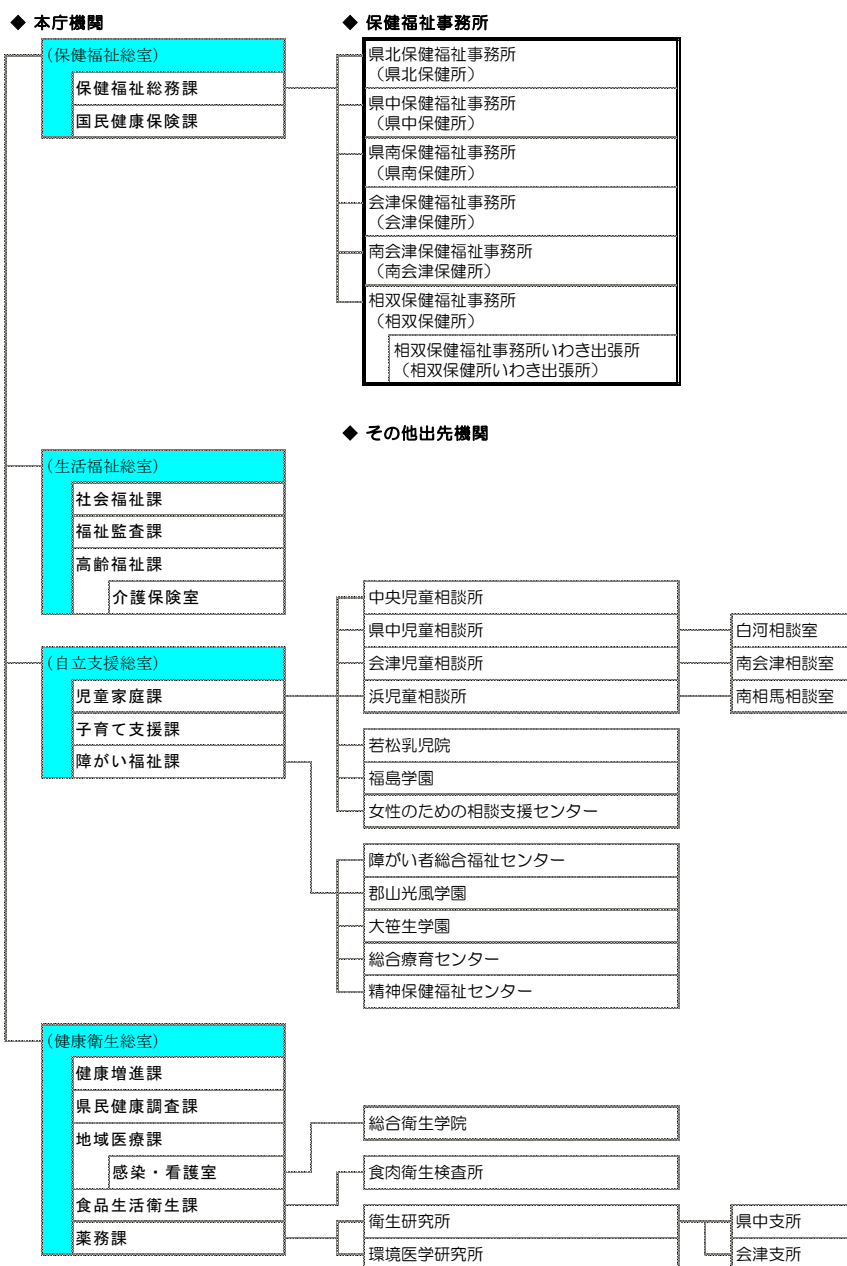 ◆ 本庁機関
◆ 保健福祉事務所
(保健福祉総室)
保健福祉総務課
国民健康保険課
県北保健福祉事務所
（県北保健所）
県中保健福祉事務所
（県中保健所）
県南保健福祉事務所
（県南保健所）
会津保健福祉事務所
（会津保健所）
南会津保健福祉事務所
（南会津保健所）
相双保健福祉事務所
（相双保健所）
相双保健福祉事務所いわき出張所
（相双保健所いわき出張所）
◆ その他出先機関
(生活福祉総室)
社会福祉課
福祉監査課
高齢福祉課
介護保険室
(自立支援総室)
児童家庭課
子育て支援課
障がい福祉課
中央児童相談所
県中児童相談所
白河相談室
会津児童相談所
南会津相談室
浜児童相談所
南相馬相談室
若松乳児院
福島学園
女性のための相談支援センター
障がい者総合福祉センター
郡山光風学園
大笹生学園
総合療育センター
精神保健福祉センター
(健康衛生総室)
健康増進課
県民健康調査課
地域医療課
感染・看護室
食品生活衛生課
薬務課
総合衛生学院
食肉衛生検査所
衛生研究所
県中支所
環境医学研究所
会津支所